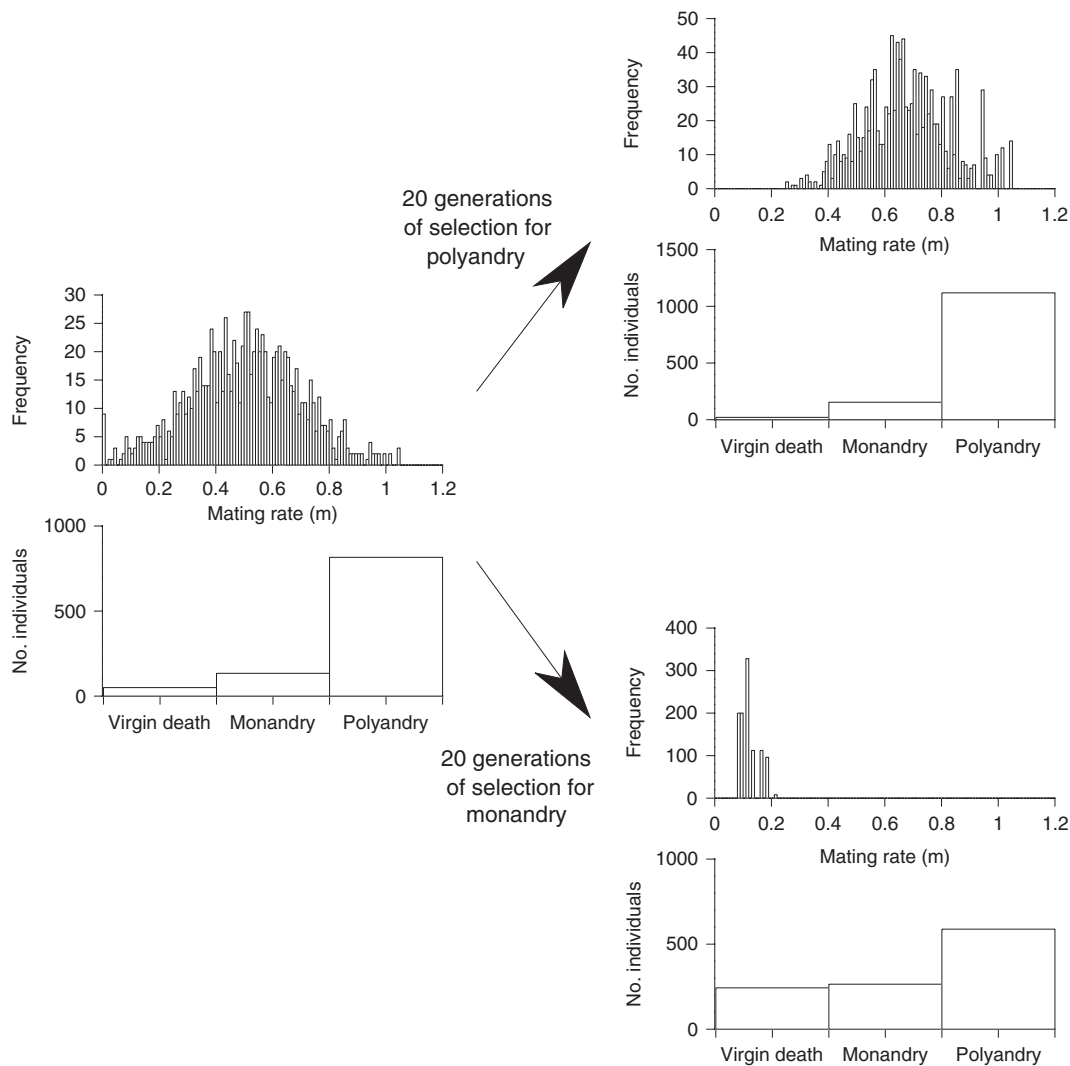 30
25
20
15
10
5
0
Frequency
0 0.2 0.4 0.6 0.8 1 1.2
Mating rate (m)
1000
500
0
No. individuals
Virgin death Monandry Polyandry
20 generations
of selection for
polyandry
50
40
30
20
10
0
Frequency
0 0.2 0.4 0.6 0.8 1 1.2
Mating rate (m)
1500
1000
500
0
No. individuals
Virgin death Monandry Polyandry
20 generations
of selection for
monandry
400
300
200
100
0
Frequency
0 0.2 0.4 0.6 0.8 1 1.2
Mating rate (m)
1000
500
0
No. individuals
Virgin death Monandry Polyandry